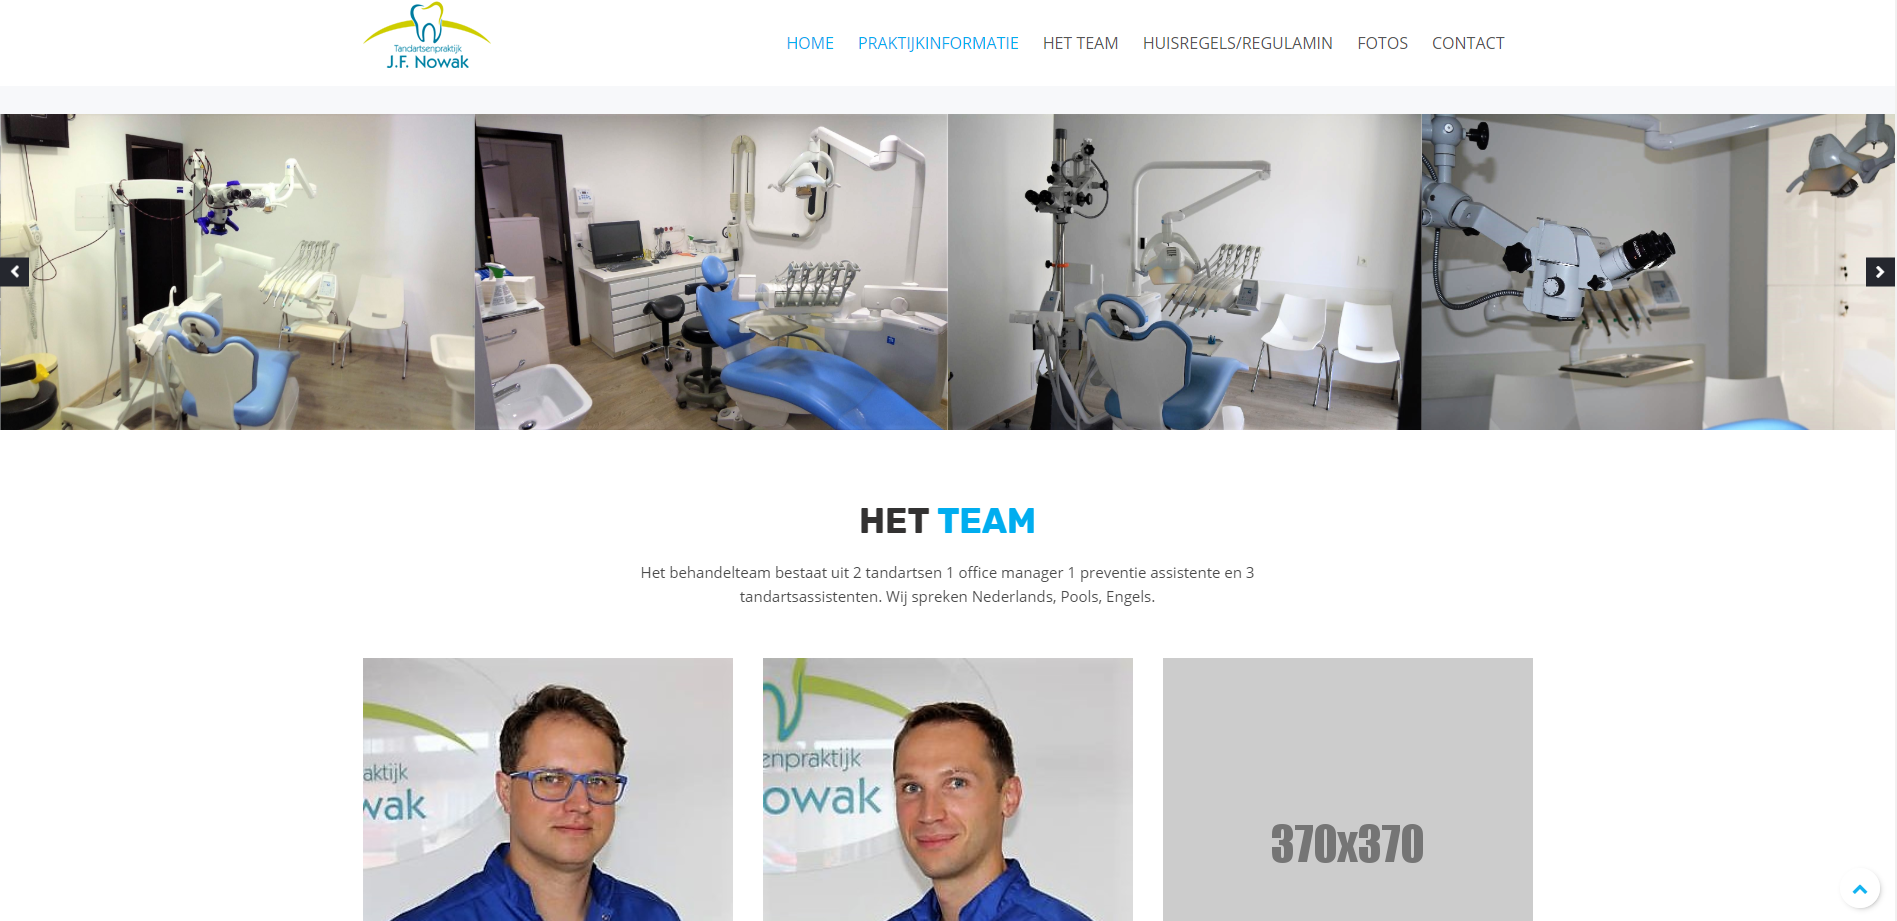 Tandartsenpraktijk
J.F. Nowak
HOME PRAKTIJKINFORMATIE HET TEAM HUISREGELS/REGULAMIN FOTOS CONTACT
HET TEAM
Het behandelteam bestaat uit 2 tandartsen 1 office manager 1 preventie assistente en 3
tandartsassistenten. Wij spreken Nederlands, Pools, Engels.
aktijk
wak
enpraktijk
owak
370x370